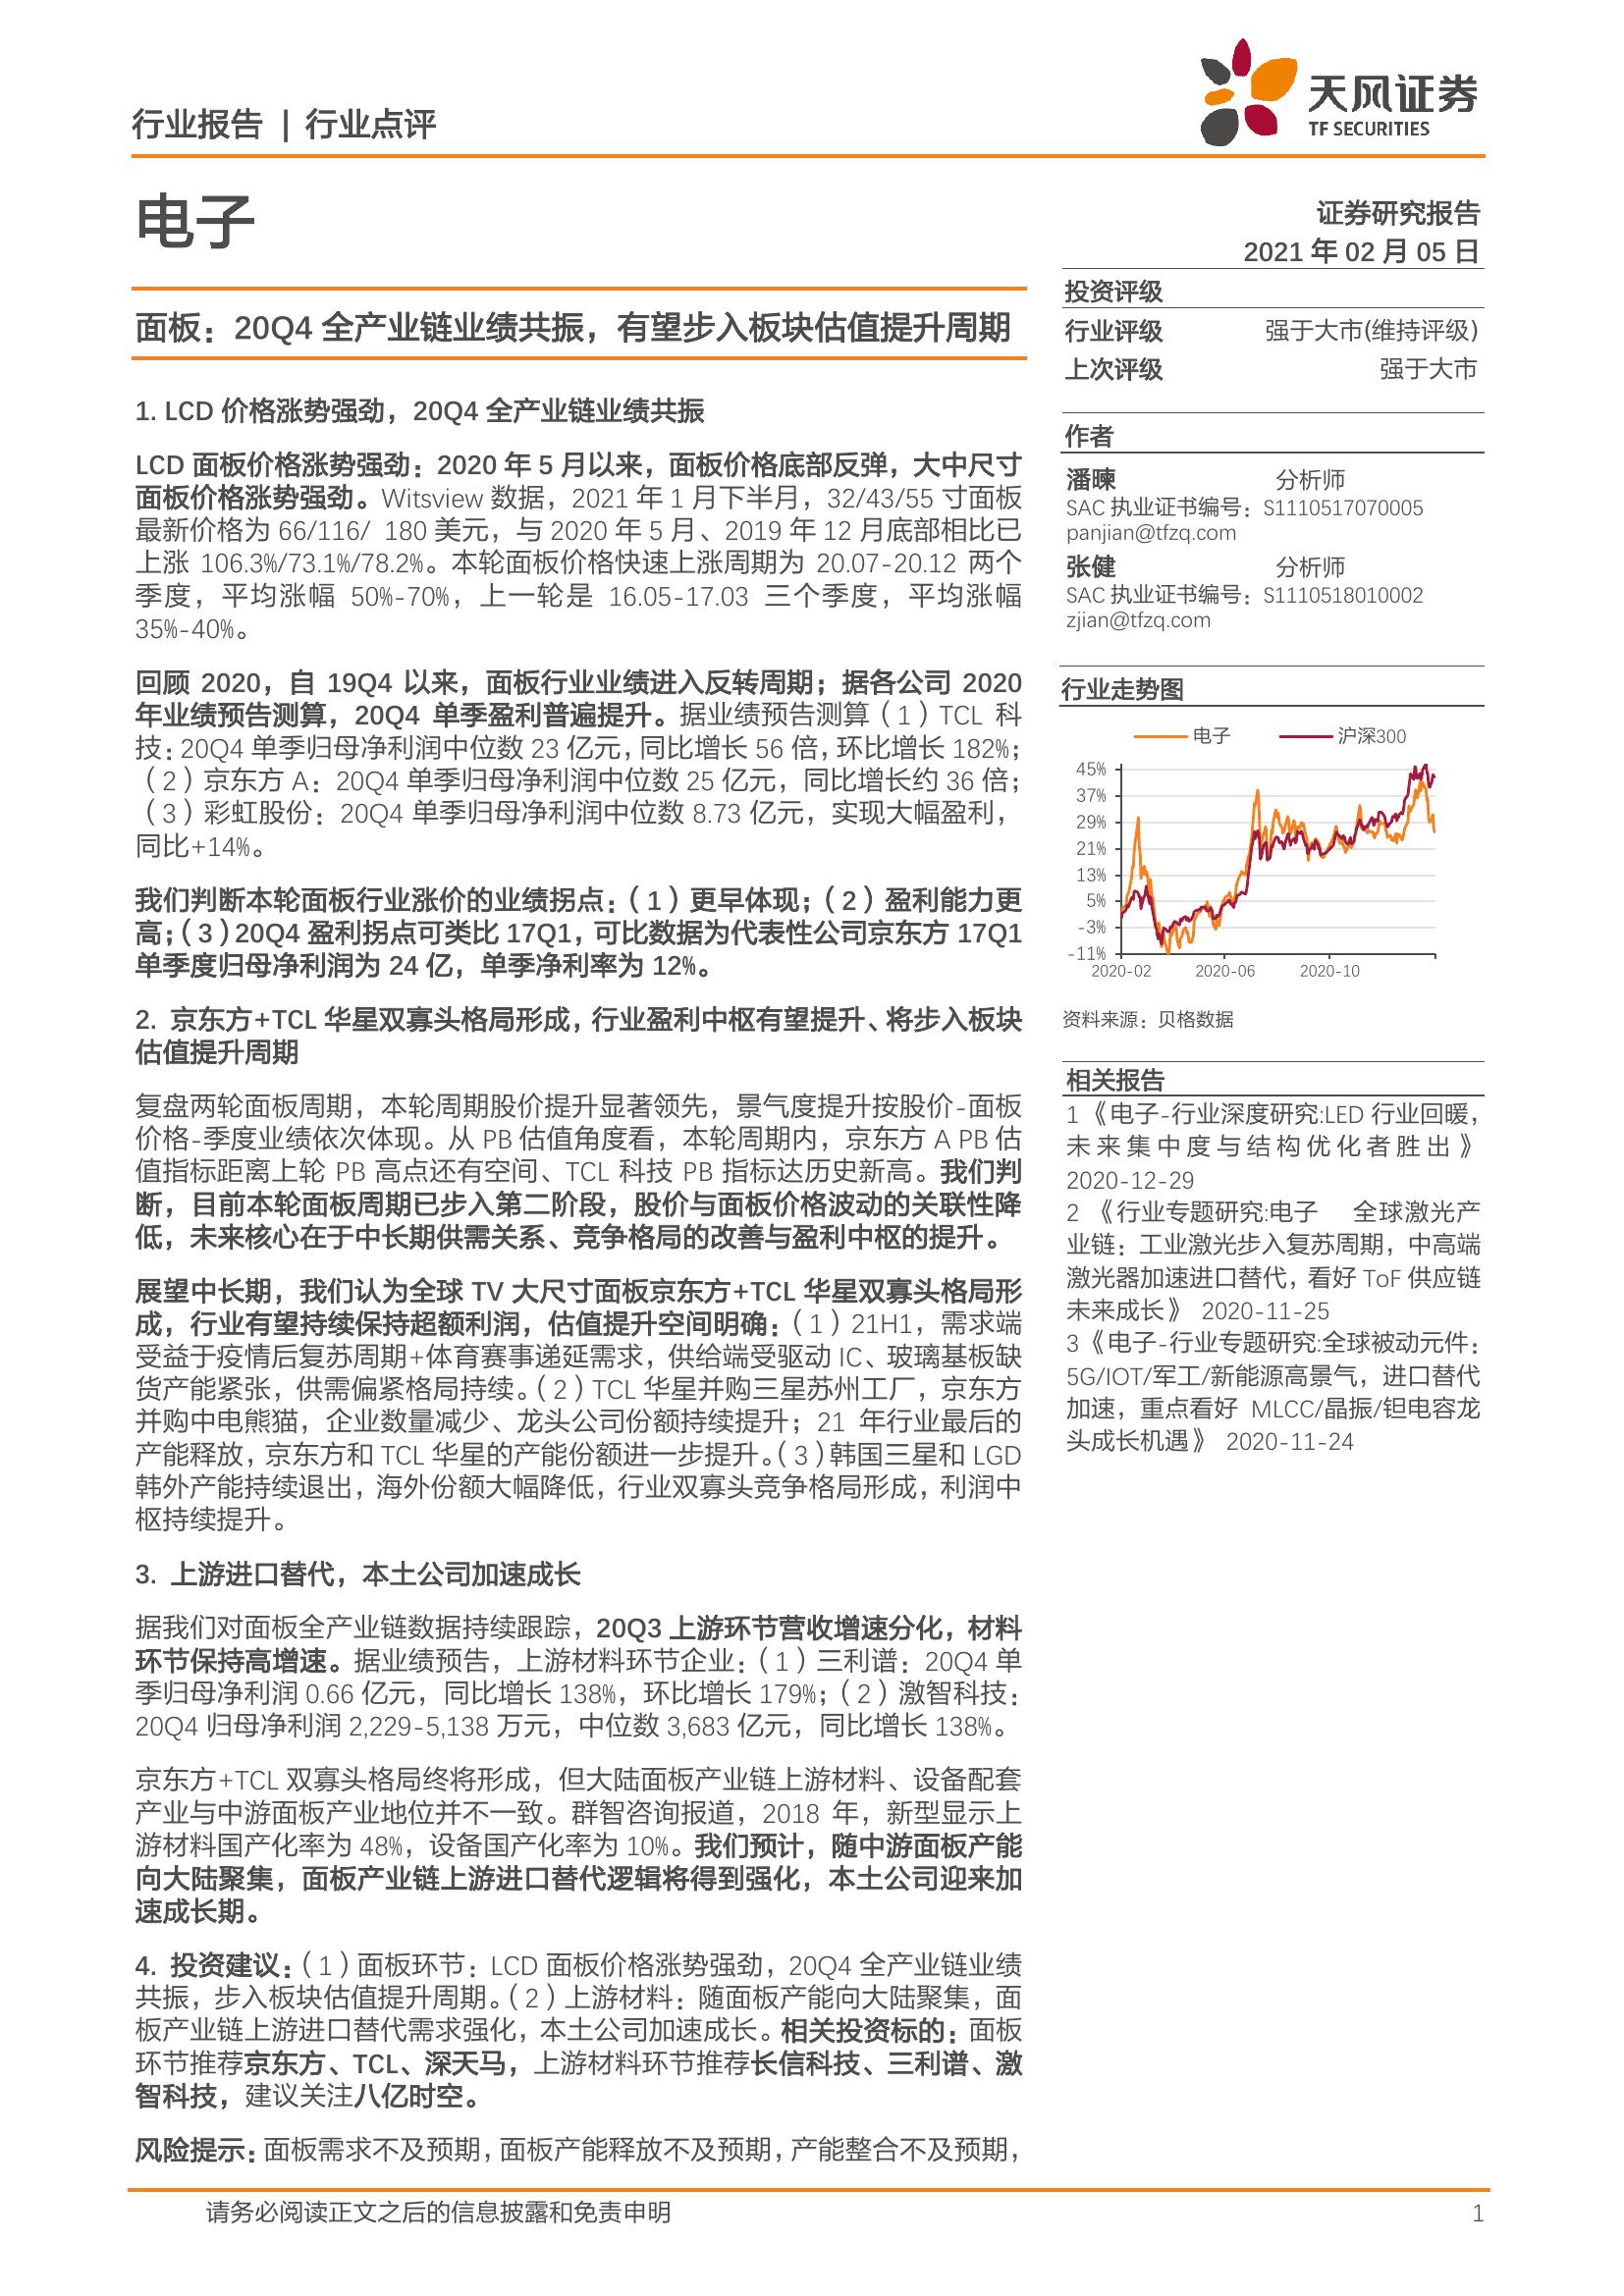 行业报告 | 行业点评
天风证券
TF SECURITIES
电子
证券研究报告
2021 年 02 月 05 日
面板：20Q4 全产业链业绩共振，有望步入板块估值提升周期
1. LCD 价格涨势强劲，20Q4 全产业链业绩共振
LCD 面板价格涨势强劲：2020 年 5 月以来，面板价格底部反弹，大中尺寸
面板价格涨势强劲。Witsview 数据，2021 年 1 月下半月，32/43/55 寸面板
最新价格为 66/116/ 180 美元，与 2020 年 5 月、2019 年 12 月底部相比已
上涨 106.3%/73.1%/78.2%。本轮面板价格快速上涨周期为 20.07-20.12 两个
季度，平均涨幅 50%-70%，上一轮是 16.05-17.03 三个季度，平均涨幅
35%-40%。
回顾 2020，自 19Q4 以来，面板行业业绩进入反转周期；据各公司 2020
年业绩预告测算，20Q4 单季盈利普遍提升。据业绩预告测算（1）TCL 科
技：20Q4 单季归母净利润中位数 23 亿元，同比增长 56 倍，环比增长 182%；
（2）京东方 A：20Q4 单季归母净利润中位数 25 亿元，同比增长约 36 倍；
（3）彩虹股份：20Q4 单季归母净利润中位数 8.73 亿元，实现大幅盈利，
同比+14%。
我们判断本轮面板行业涨价的业绩拐点：（1）更早体现；（2）盈利能力更
高；（3）20Q4 盈利拐点可类比 17Q1，可比数据为代表性公司京东方 17Q1
单季度归母净利润为 24 亿，单季净利率为 12%。
2. 京东方+TCL 华星双寡头格局形成，行业盈利中枢有望提升、将步入板块
估值提升周期
复盘两轮面板周期，本轮周期股价提升显著领先，景气度提升按股价-面板
价格-季度业绩依次体现。从 PB 估值角度看，本轮周期内，京东方 A PB 估
值指标距离上轮 PB 高点还有空间、TCL 科技 PB 指标达历史新高。我们判
断，目前本轮面板周期已步入第二阶段，股价与面板价格波动的关联性降
低，未来核心在于中长期供需关系、竞争格局的改善与盈利中枢的提升。
展望中长期，我们认为全球 TV 大尺寸面板京东方+TCL 华星双寡头格局形
成，行业有望持续保持超额利润，估值提升空间明确：（1）21H1，需求端
受益于疫情后复苏周期+体育赛事递延需求，供给端受驱动 IC、玻璃基板缺
货产能紧张，供需偏紧格局持续。（2）TCL 华星并购三星苏州工厂，京东方
并购中电熊猫，企业数量减少、龙头公司份额持续提升；21 年行业最后的
产能释放，京东方和 TCL 华星的产能份额进一步提升。（3）韩国三星和 LGD
韩外产能持续退出，海外份额大幅降低，行业双寡头竞争格局形成，利润中
枢持续提升。
3. 上游进口替代，本土公司加速成长
据我们对面板全产业链数据持续跟踪，20Q3 上游环节营收增速分化，材料
环节保持高增速。据业绩预告，上游材料环节企业：（1）三利谱：20Q4 单
季归母净利润 0.66 亿元，同比增长 138%，环比增长 179%；（2）激智科技：
20Q4 归母净利润 2,229-5,138 万元，中位数 3,683 亿元，同比增长 138%。
京东方+TCL 双寡头格局终将形成，但大陆面板产业链上游材料、设备配套
产业与中游面板产业地位并不一致。群智咨询报道，2018 年，新型显示上
游材料国产化率为 48%，设备国产化率为 10%。我们预计，随中游面板产能
向大陆聚集，面板产业链上游进口替代逻辑将得到强化，本土公司迎来加
速成长期。
4. 投资建议：（1）面板环节：LCD 面板价格涨势强劲，20Q4 全产业链业绩
共振，步入板块估值提升周期。（2）上游材料：随面板产能向大陆聚集，面
板产业链上游进口替代需求强化，本土公司加速成长。相关投资标的：面板
环节推荐京东方、TCL、深天马，上游材料环节推荐长信科技、三利谱、激
智科技，建议关注八亿时空。
风险提示：面板需求不及预期，面板产能释放不及预期，产能整合不及预期，
投资评级
行业评级 强于大市(维持评级)
上次评级 强于大市
作者
潘暕 分析师
SAC 执业证书编号：S1110517070005
panjian@tfzq.com
张健 分析师
SAC 执业证书编号：S1110518010002
zjian@tfzq.com
行业走势图
电子 沪深300
45%
37%
29%
21%
13%
5%
-3%
-11%
2020-02 2020-06 2020-10
资料来源：贝格数据
相关报告
1 《电子-行业深度研究:LED 行业回暖，
未来集中度与结构优化者胜出》
2020-12-29
2 《行业专题研究:电子 全球激光产
业链：工业激光步入复苏周期，中高端
激光器加速进口替代，看好 ToF 供应链
未来成长》 2020-11-25
3 《电子-行业专题研究:全球被动元件：
5G/IOT/军工/新能源高景气，进口替代
加速，重点看好 MLCC/晶振/钽电容龙
头成长机遇》 2020-11-24
请务必阅读正文之后的信息披露和免责申明 1